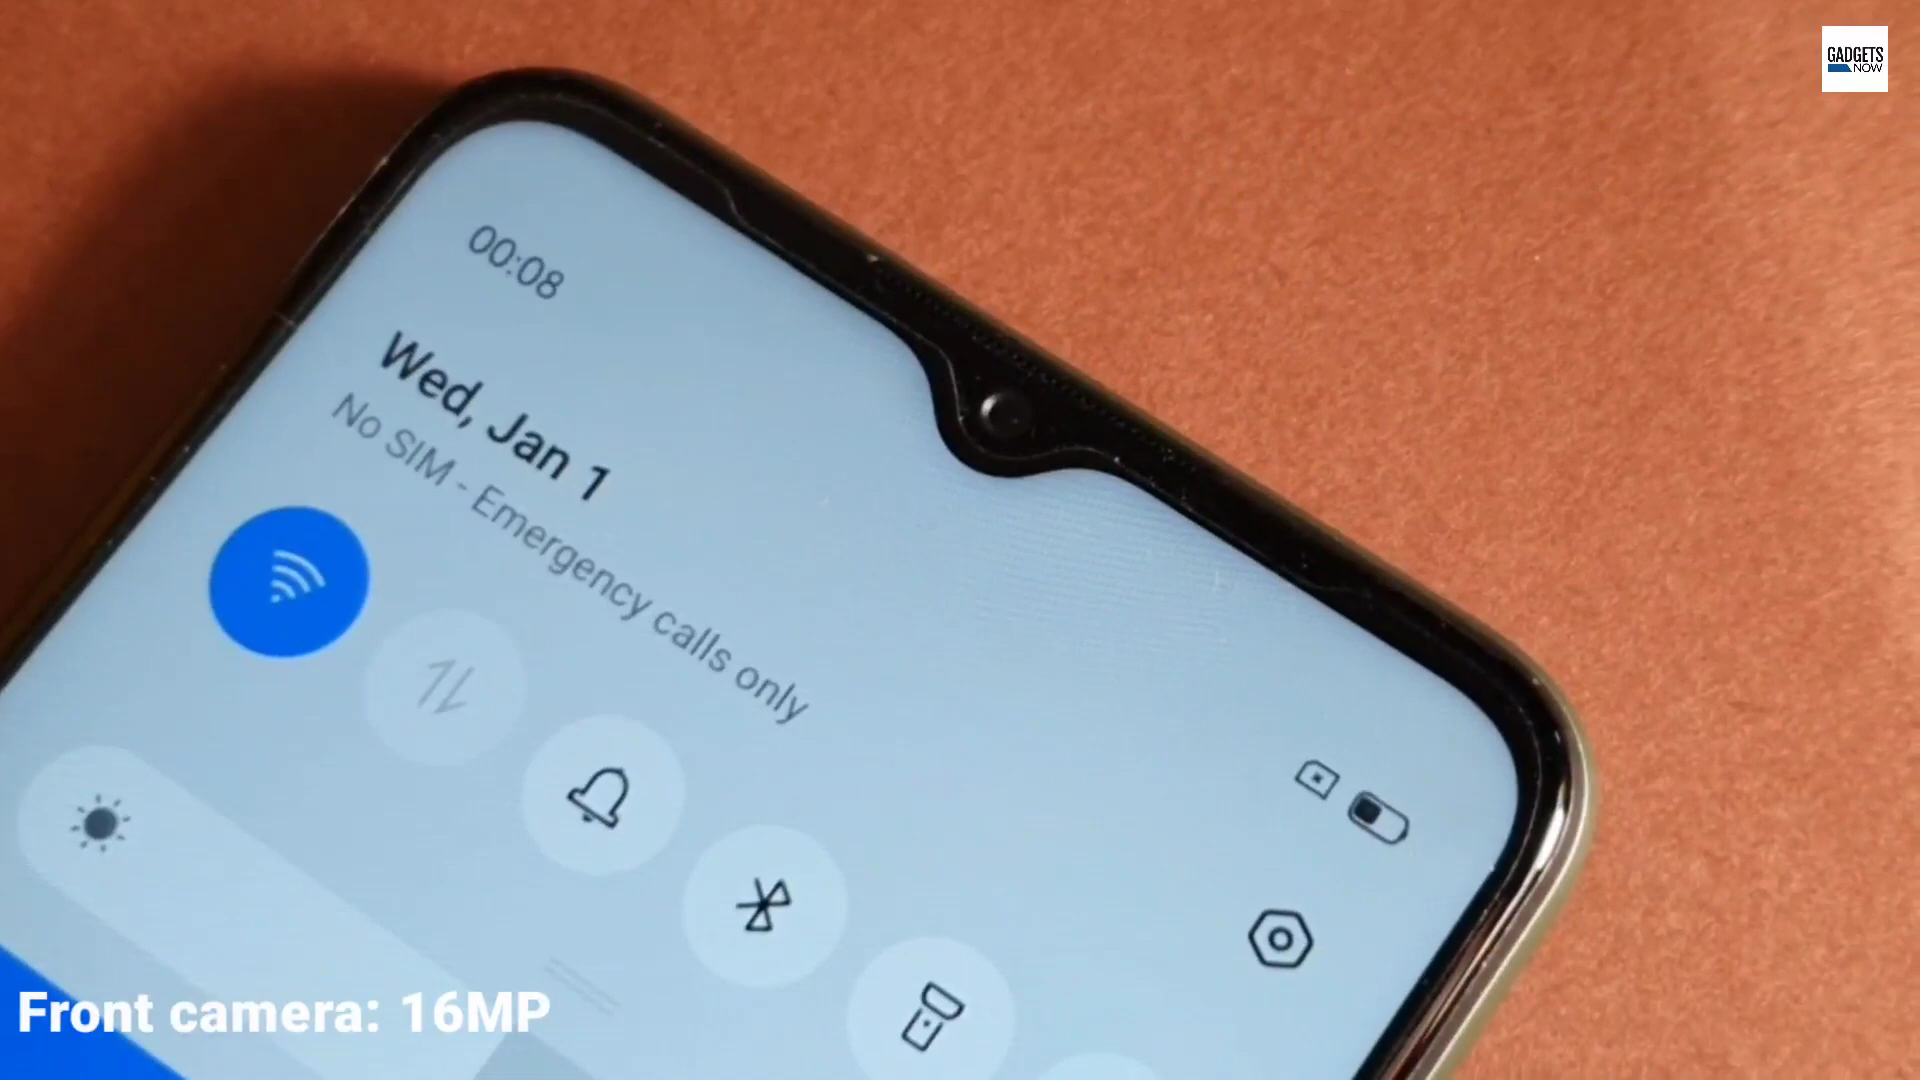 GADGETS
NOW
00:08
Wed, Jan 1
No SIM - Emergency calls only
Front camera: 16MP